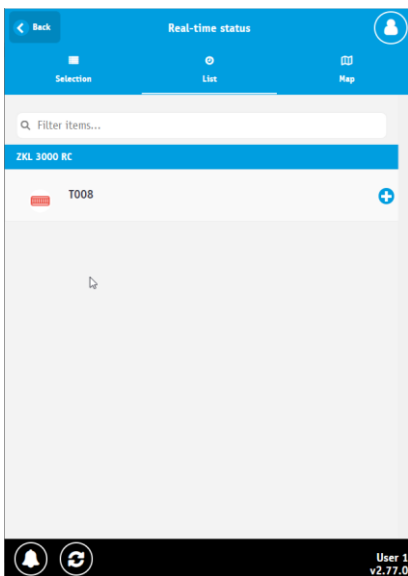 Back
Real-time status
Selection
List
Map
Filter items...
ZKL 3000 RC
T008
User 1
v2.77.0